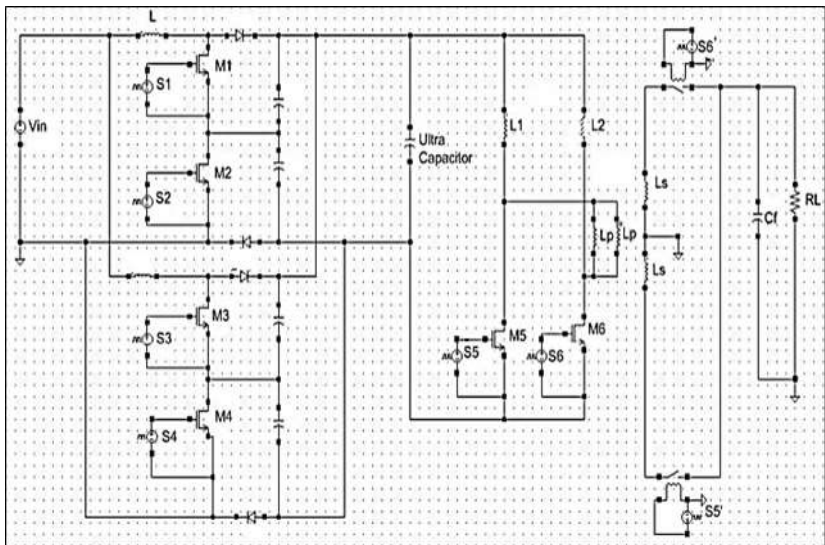 L
M1
S1
Vin
M2
S2
M3
S3
M4
S4
Ultra
Capacitor
L1
L2
Lp
Lp
M5
S5
M6
S6
S6'
Ls
Ls
Cf
RL
S5'